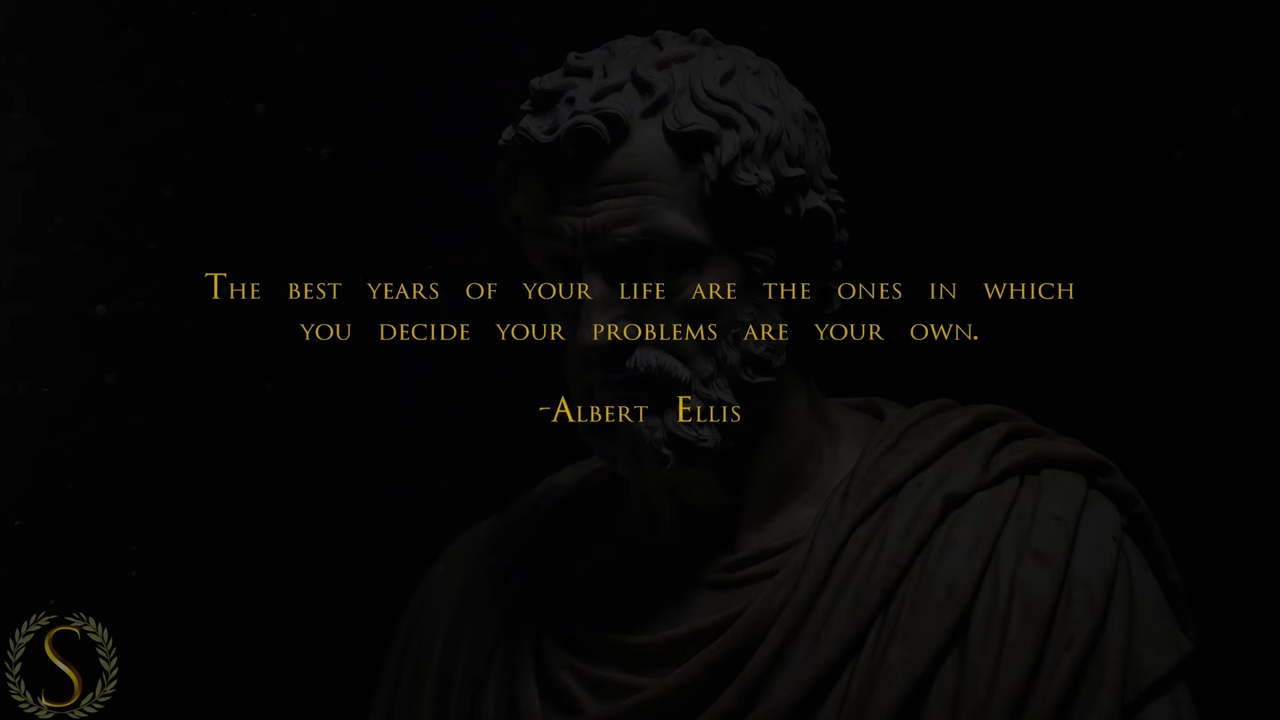 The best years of your life are the ones in which
you decide your problems are your own.
-Albert Ellis
S